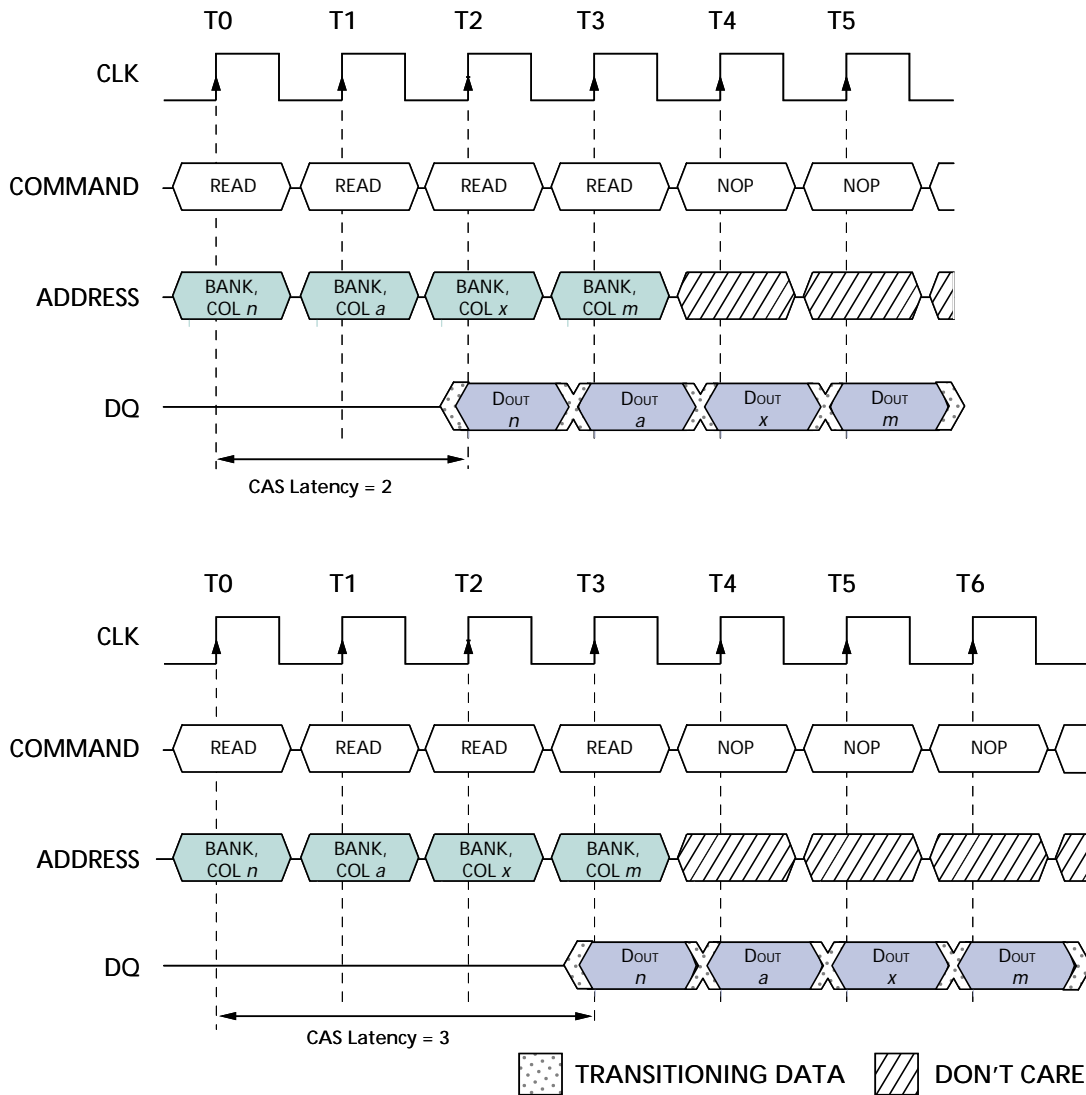 T0 T1 T2 T3 T4 T5
CLK
COMMAND READ READ READ READ NOP NOP
ADDRESS BANK, COL n BANK, COL a BANK, COL x BANK, COL m
DQ DOUT n DOUT a DOUT x DOUT m
CAS Latency = 2
T0 T1 T2 T3 T4 T5 T6
CLK
COMMAND READ READ READ READ NOP NOP NOP
ADDRESS BANK, COL n BANK, COL a BANK, COL x BANK, COL m
DQ DOUT n DOUT a DOUT x DOUT m
CAS Latency = 3
TRANSITIONING DATA DON'T CARE